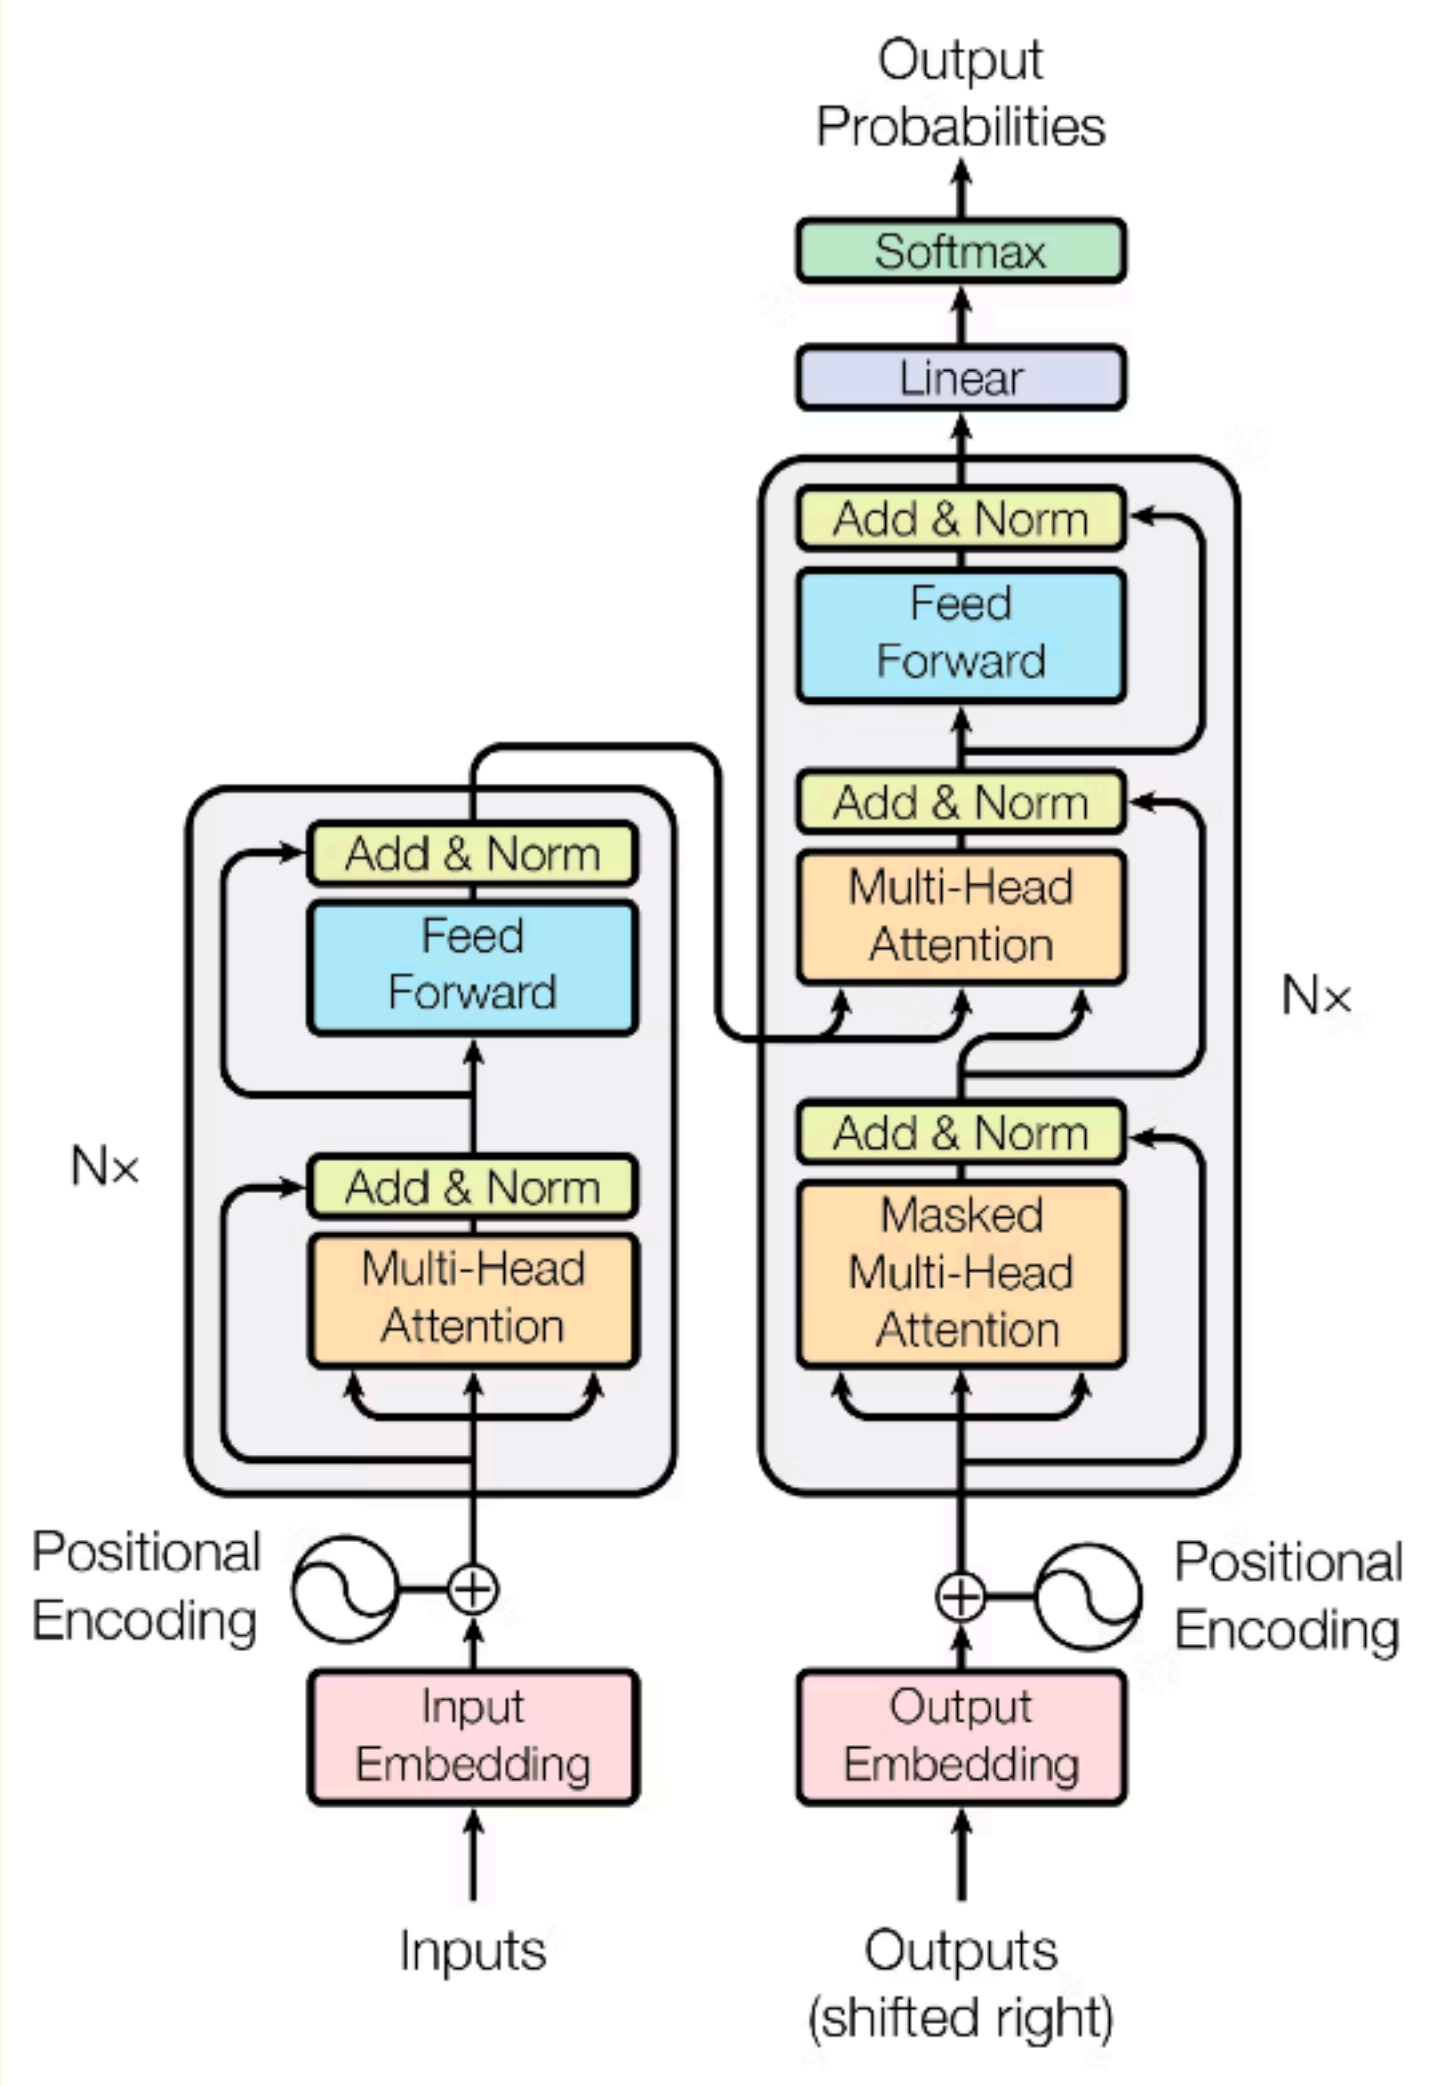 Output
Probabilities
Softmax
Linear
Add & Norm
Feed
Forward
Add & Norm
Multi-Head
Attention
Nx
Add & Norm
Masked
Multi-Head
Attention
Add & Norm
Feed
Forward
Nx
Add & Norm
Multi-Head
Attention
Positional
Encoding
Positional
Encoding
Input
Embedding
Output
Embedding
Inputs
Outputs
(shifted right)